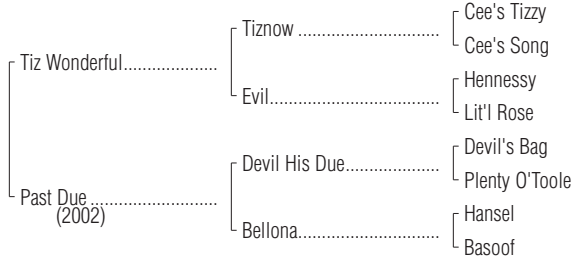 Cee's Tizzy
Tiznow
Cee's Song
Tiz Wonderful
Hennessy
Evil
Lit'l Rose
Devil's Bag
Devil His Due
Plenty O'Toole
Past Due
(2002)
Hansel
Bellona
Basoof